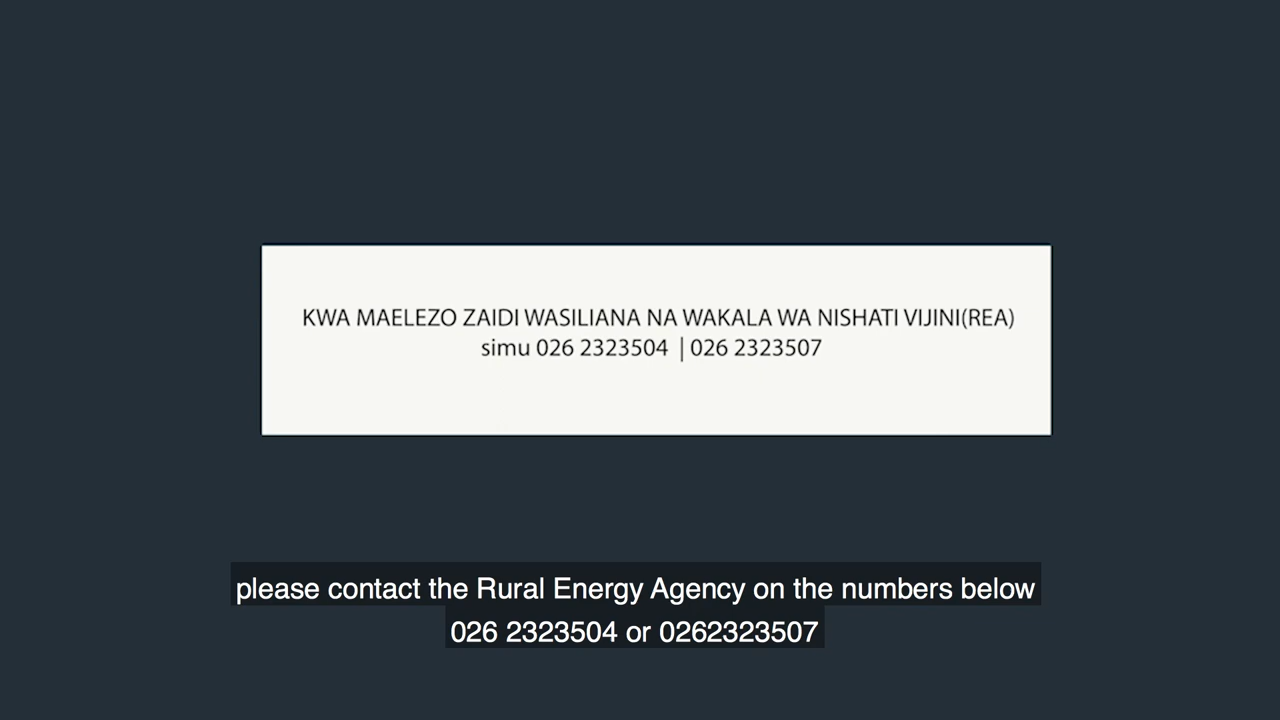 KWA MAELEZO ZAIDI WASILIANA NA WAKALA WA NISHATI VIJINI(REA)
simu 026 2323504 | 026 2323507
please contact the Rural Energy Agency on the numbers below
026 2323504 or 0262323507